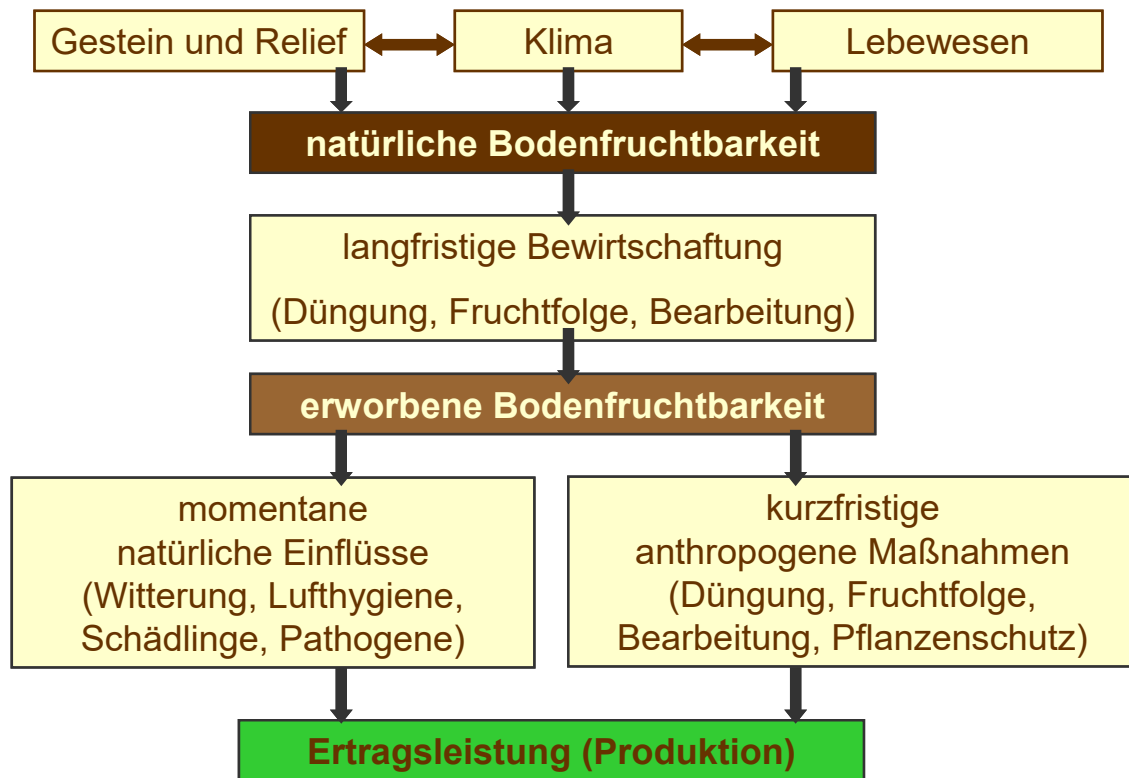 Gestein und Relief
Klima
Lebewesen
natürliche Bodenfruchtbarkeit
langfristige Bewirtschaftung
(Düngung, Fruchtfolge, Bearbeitung)
erworbene Bodenfruchtbarkeit
momentane
natürliche Einflüsse
(Witterung, Lufthygiene,
Schädlinge, Pathogene)
kurzfristige
anthropogene Maßnahmen
(Düngung, Fruchtfolge,
Bearbeitung, Pflanzenschutz)
Ertragsleistung (Produktion)